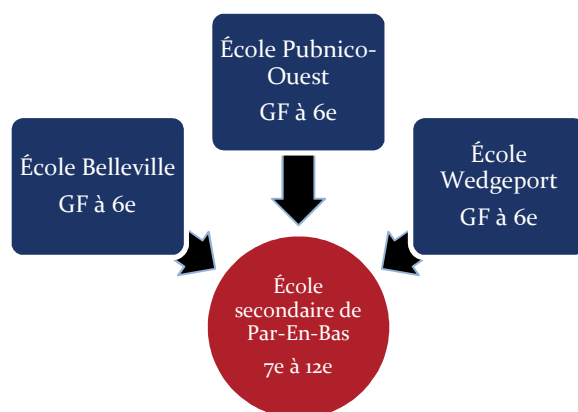 École Pubnico-
Ouest
GF à 6e
École Belleville
GF à 6e
École
Wedgeport
GF à 6e
École
secondaire de
Par-En-Bas
7e à 12e